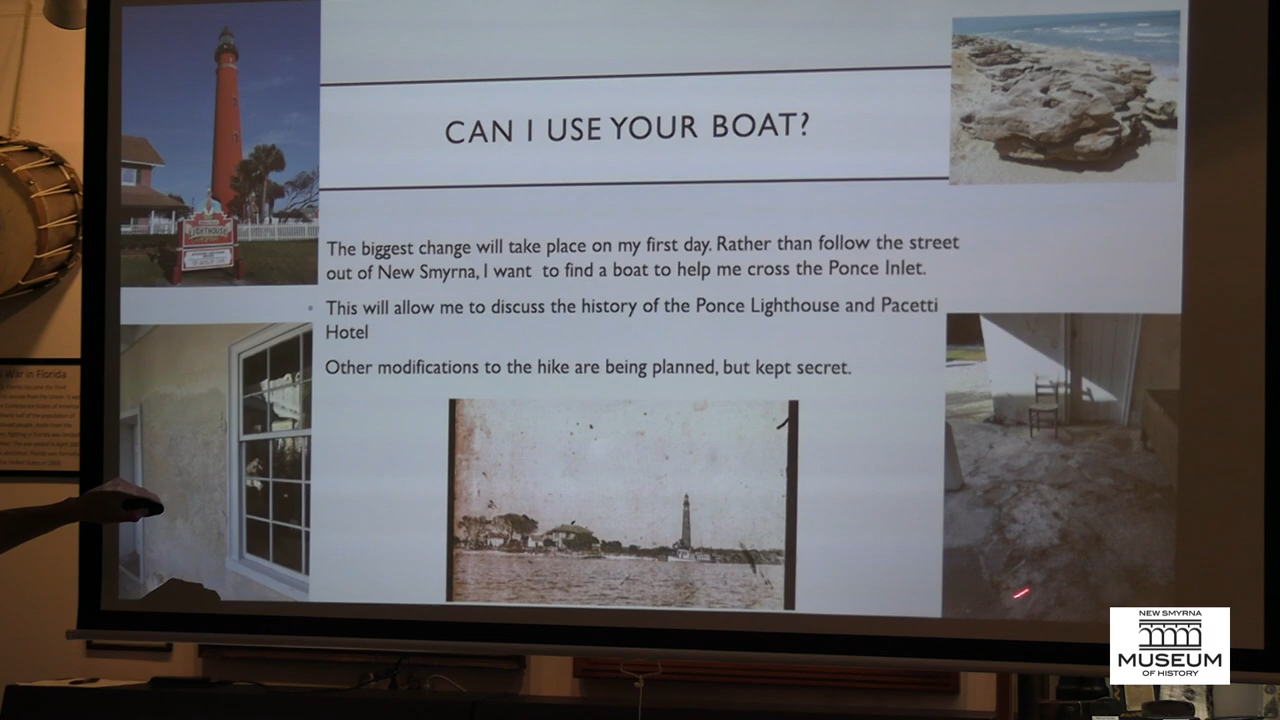 CAN I USE YOUR BOAT?
The biggest change will take place on my first day. Rather than follow the street
out of New Smyrna, I want to find a boat to help me cross the Ponce Inlet.
This will allow me to discuss the history of the Ponce Lighthouse and Pacetti
Hotel
Other modifications to the hike are being planned, but kept secret.
LIGHTHOUSE
War in Florida
NEW SMYRNA
MUSEUM
OF HISTORY